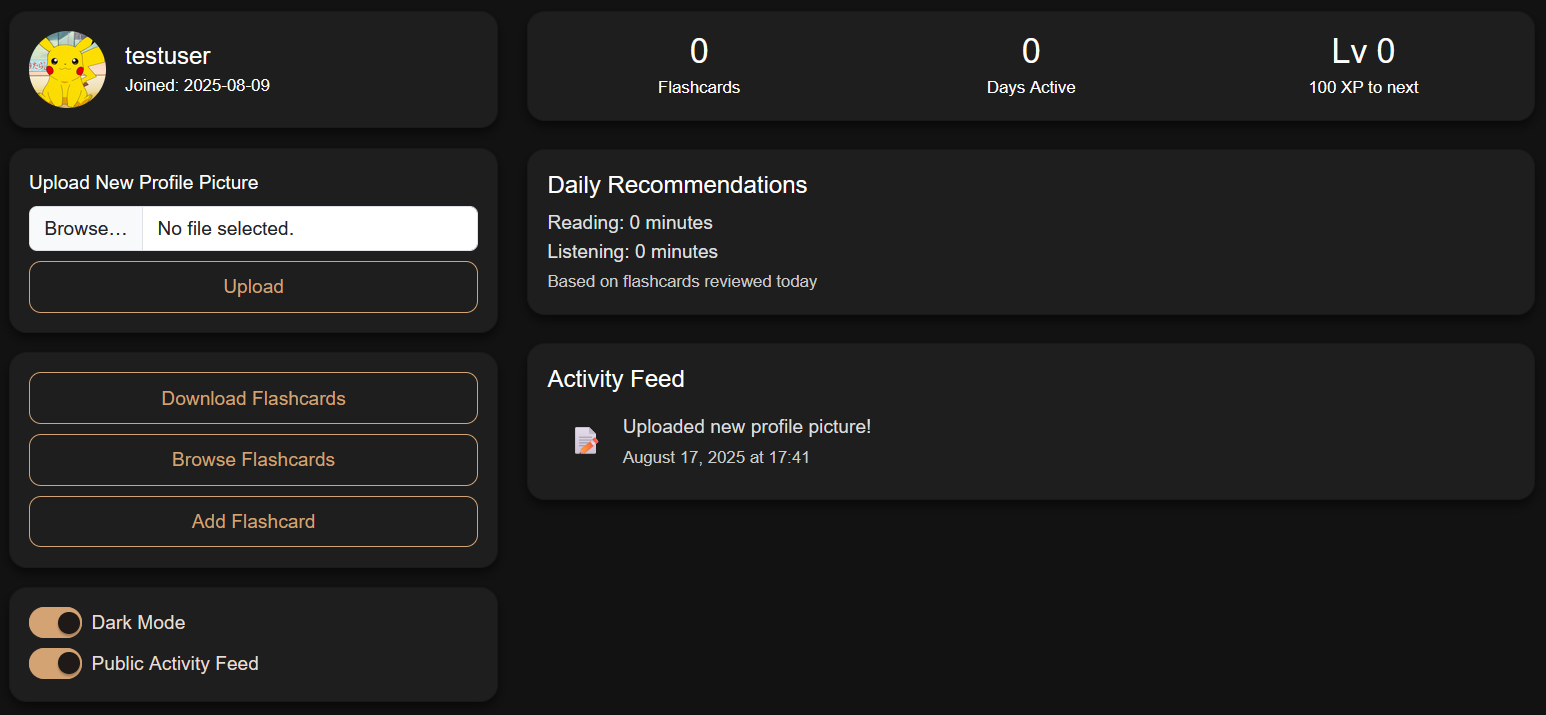 testuser
Joined: 2025-08-09
Upload New Profile Picture
Browse… No file selected.
Upload
Download Flashcards
Browse Flashcards
Add Flashcard
Dark Mode
Public Activity Feed
0
Flashcards
0
Days Active
Lv 0
100 XP to next
Daily Recommendations
Reading: 0 minutes
Listening: 0 minutes
Based on flashcards reviewed today
Activity Feed
Uploaded new profile picture!
August 17, 2025 at 17:41